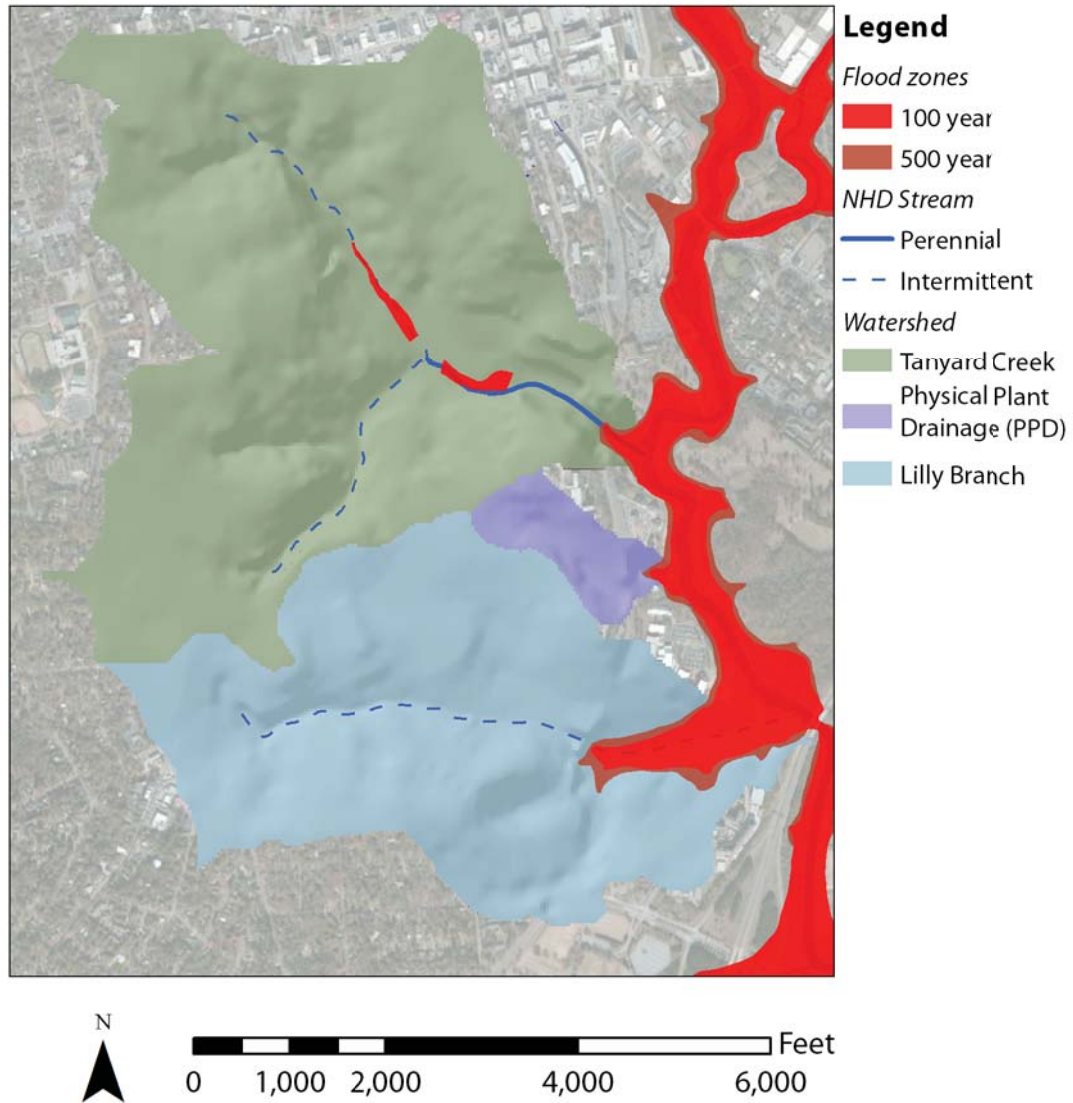 Legend
Flood zones
100 year
500 year
NHD Stream
Perennial
Intermittent
Watershed
Tanyard Creek
Physical Plant
Drainage (PPD)
Lilly Branch
N
Feet
0 1,000 2,000 4,000 6,000